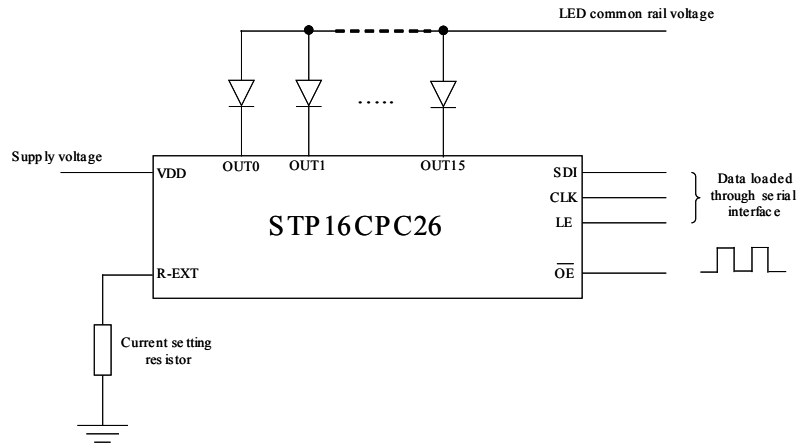 LED common rail voltage
Supply voltage
OUT0
OUT1
OUT15
VDD
SDI
CLK
LE
Data loaded
through serial
interface
STP16CPC26
R-EXT
OE
Current setting
resistor